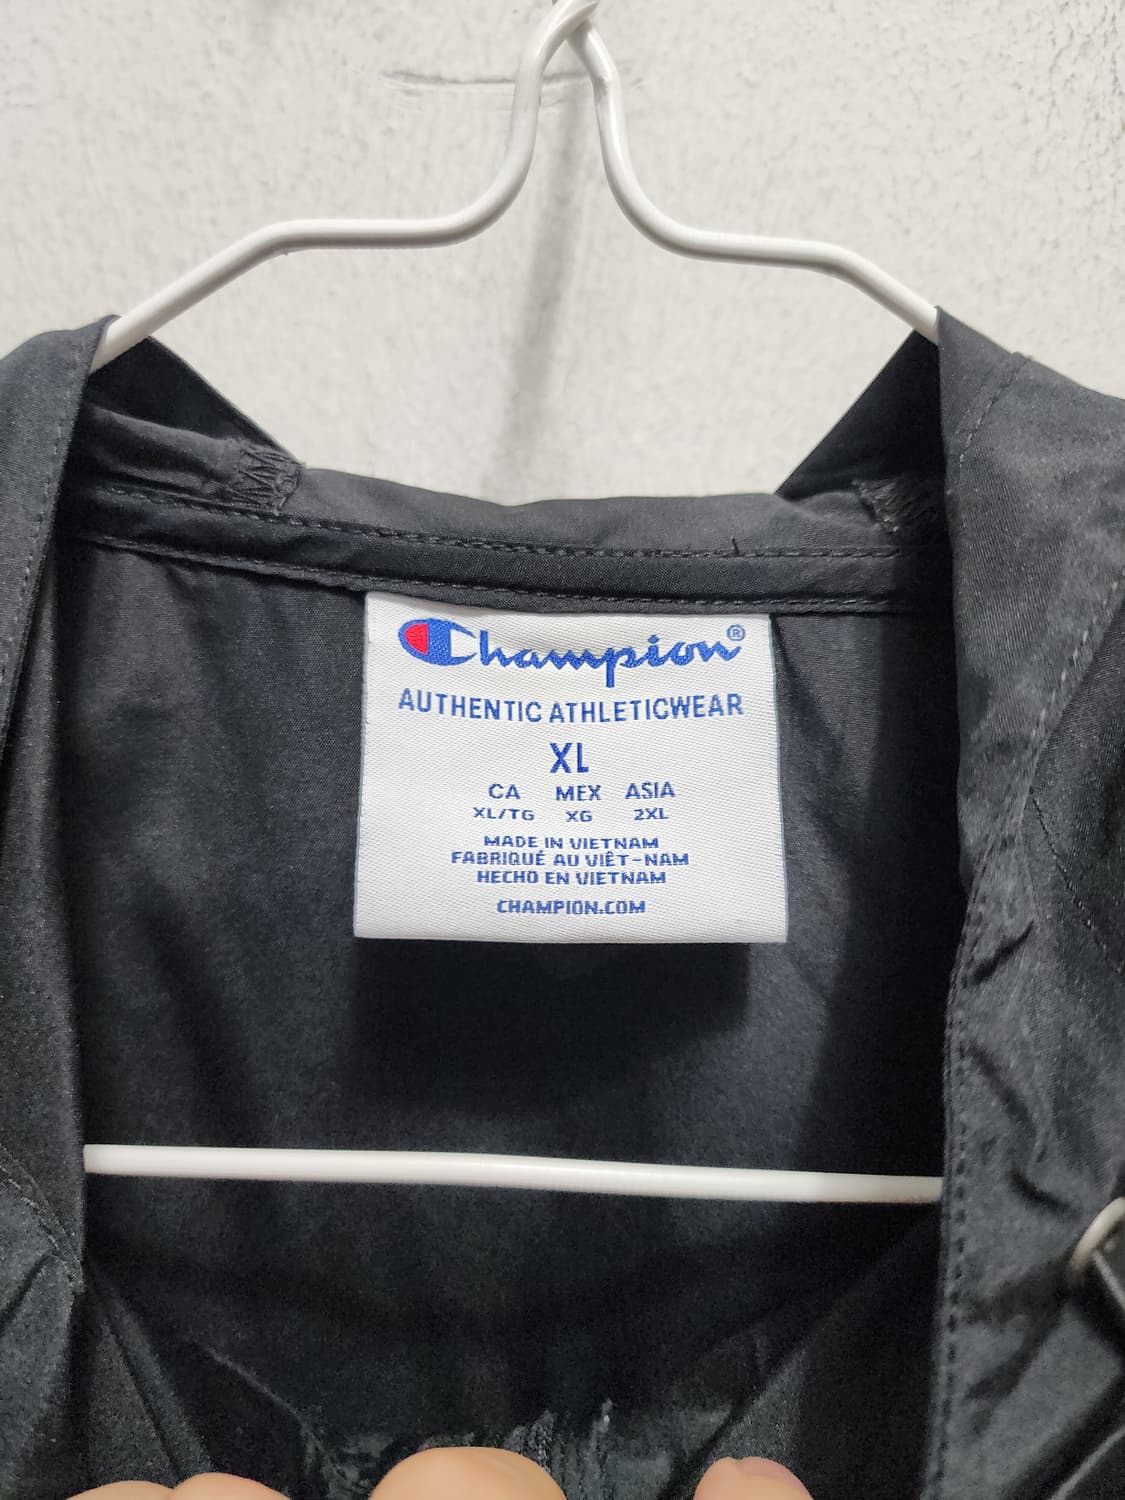 Champion®
AUTHENTIC ATHLETICWEAR
XL
CA MEX ASIA
XL/TG XG 2XL
MADE IN VIETNAM
FABRIQUÉ AU VIÊT-NAM
HECHO EN VIETNAM
CHAMPION.COM